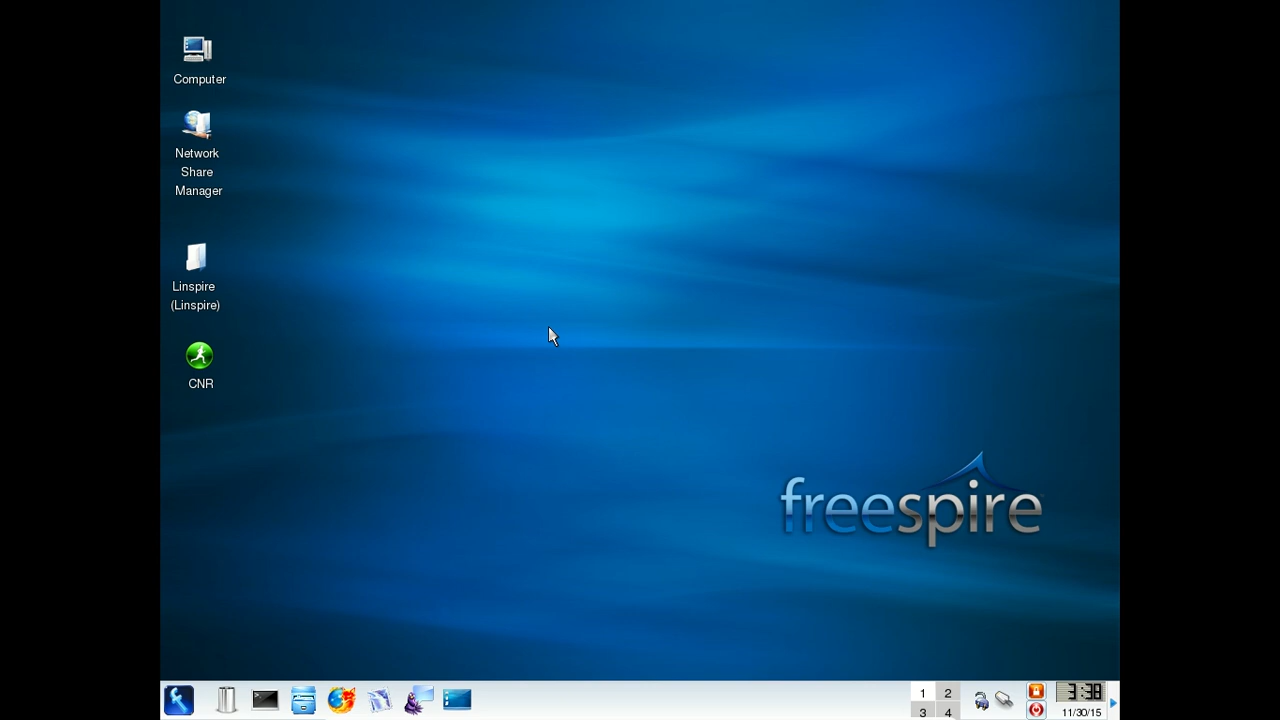 Computer
Network
Share
Manager
Linspire
(Linspire)
CNR
freespire
1 2
3 4
3:38
11/30/15